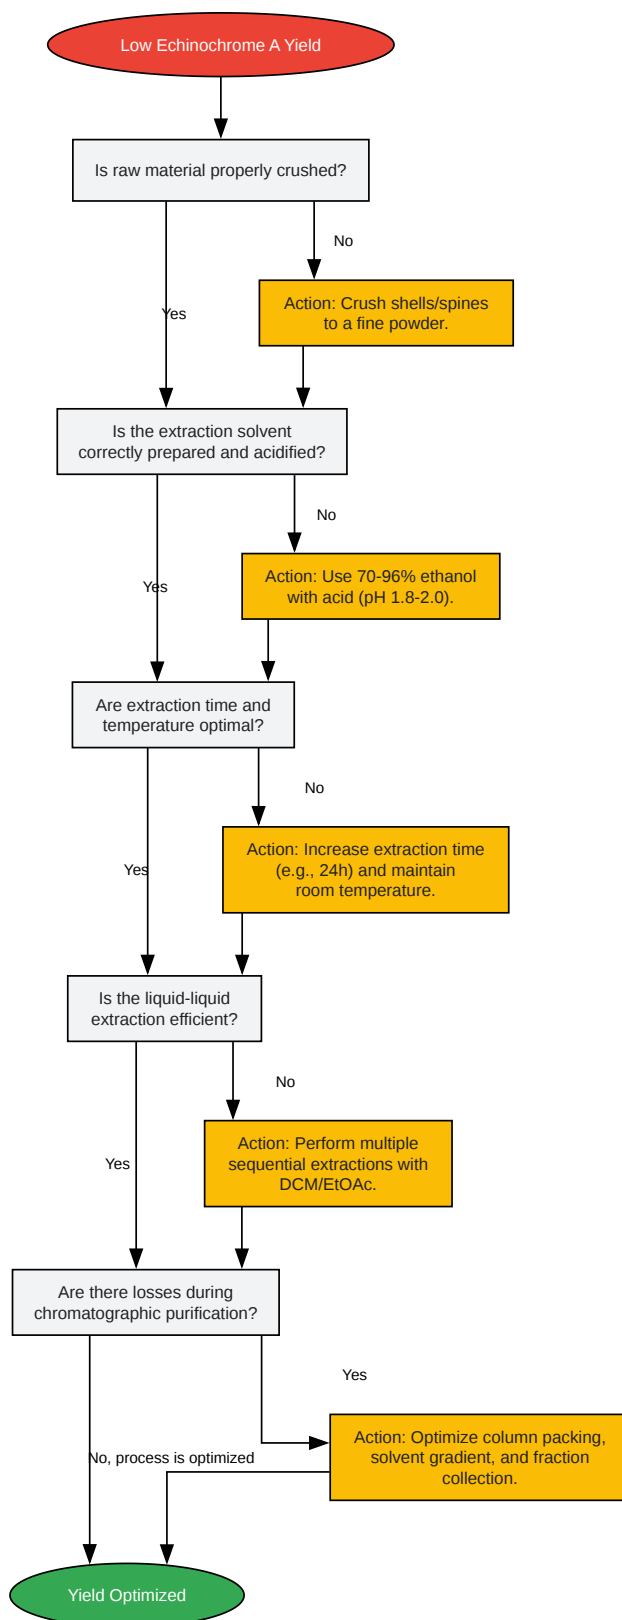 Low Echinochrome A Yield
Is raw material properly crushed?
No
Action: Crush shells/spines
to a fine powder.
Yes
Is the extraction solvent
correctly prepared and acidified?
No
Action: Use 70-96% ethanol
with acid (pH 1.8-2.0).
Yes
Are extraction time and
temperature optimal?
No
Action: Increase extraction time
(e.g., 24h) and maintain
room temperature.
Yes
Is the liquid-liquid
extraction efficient?
No
Action: Perform multiple
sequential extractions with
DCM/EtOAc.
Yes
Are there losses during
chromatographic purification?
Yes
Action: Optimize column packing,
solvent gradient, and fraction
collection.
No, process is optimized
Yield Optimized